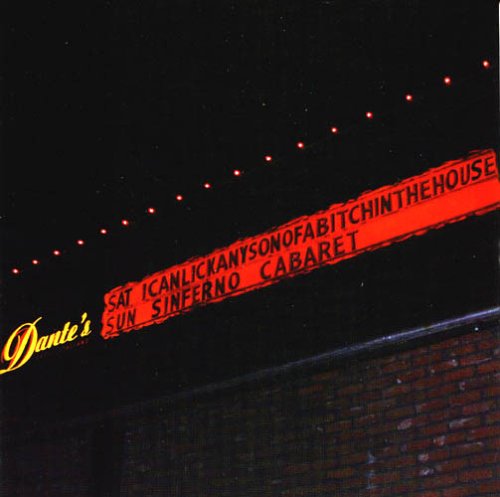 SAT ICANLICKANYSONOFABITCHINTHEHOUSE
SUN SINFERNO CABARET
Dante's